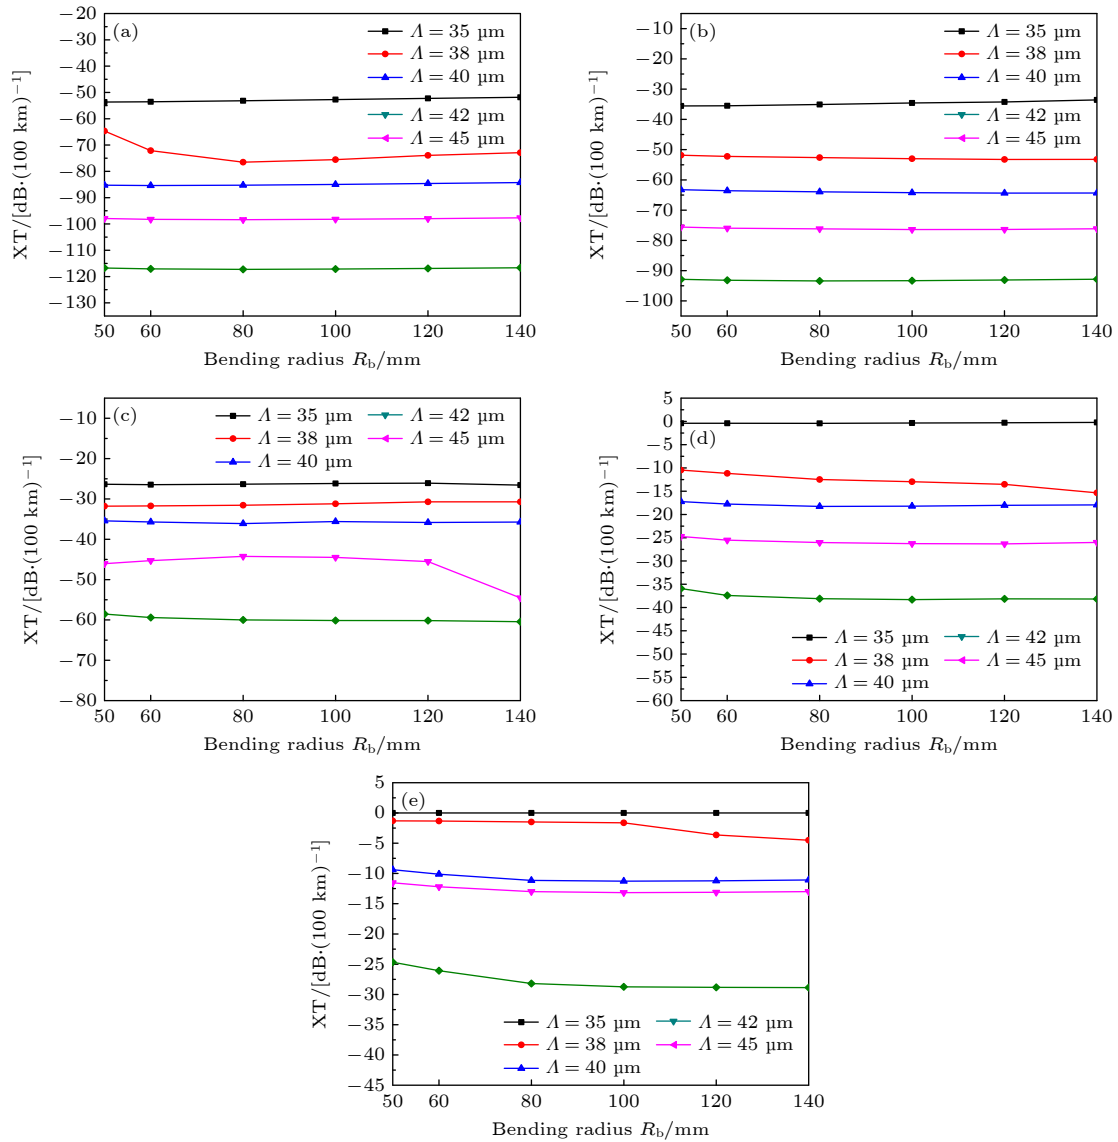 (a)
Λ = 35 µm
Λ = 38 µm
Λ = 40 µm
Λ = 42 µm
Λ = 45 µm
−20
−30
−40
−50
−60
−70
−80
−90
−100
−110
−120
−130
XT/[dB·(100 km)⁻¹]
50 60 80 100 120 140
Bending radius R_b/mm
(b)
Λ = 35 µm
Λ = 38 µm
Λ = 40 µm
Λ = 42 µm
Λ = 45 µm
−10
−20
−30
−40
−50
−60
−70
−80
−90
−100
XT/[dB·(100 km)⁻¹]
50 60 80 100 120 140
Bending radius R_b/mm
(c)
Λ = 35 µm Λ = 42 µm
Λ = 38 µm Λ = 45 µm
Λ = 40 µm
−10
−20
−30
−40
−50
−60
−70
−80
XT/[dB·(100 km)⁻¹]
50 60 80 100 120 140
Bending radius R_b/mm
(d)
5
0
−5
−10
−15
−20
−25
−30
−35
−40
−45
−50
−55
−60
XT/[dB·(100 km)⁻¹]
Λ = 35 µm Λ = 42 µm
Λ = 38 µm Λ = 45 µm
Λ = 40 µm
50 60 80 100 120 140
Bending radius R_b/mm
(e)
5
0
−5
−10
−15
−20
−25
−30
−35
−40
−45
XT/[dB·(100 km)⁻¹]
Λ = 35 µm Λ = 42 µm
Λ = 38 µm Λ = 45 µm
Λ = 40 µm
50 60 80 100 120 140
Bending radius R_b/mm